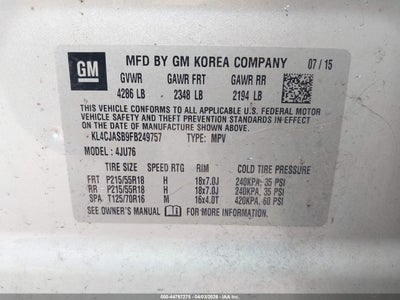 GM
MFD BY GM KOREA COMPANY 07 / 15
GVWR GAWR FRT GAWR RR
4286 LB 2348 LB 2194 LB
THIS VEHICLE CONFORMS TO ALL APPLICABLE U.S. FEDERAL
MOTOR VEHICLE SAFETY, BUMPER, AND THEFT PREVENTION STANDARDS
IN EFFECT ON THE DATE OF MANUFACTURE SHOWN ABOVE.
KL4CJASB9FB249757 TYPE: MPV
MODEL: 4JU76
TIRE SIZE SPEED RTG RIM COLD TIRE PRESSURE
FRT P215/55R18 H 18x7.0J 240KPA, 35 PSI
RR P215/55R18 H 18x7.0J 240KPA, 35 PSI
SPA T125/70R16 M 16x4.0T 420KPA, 60 PSI
SEE OWNER'S MANUAL FOR MORE INFORMATION.